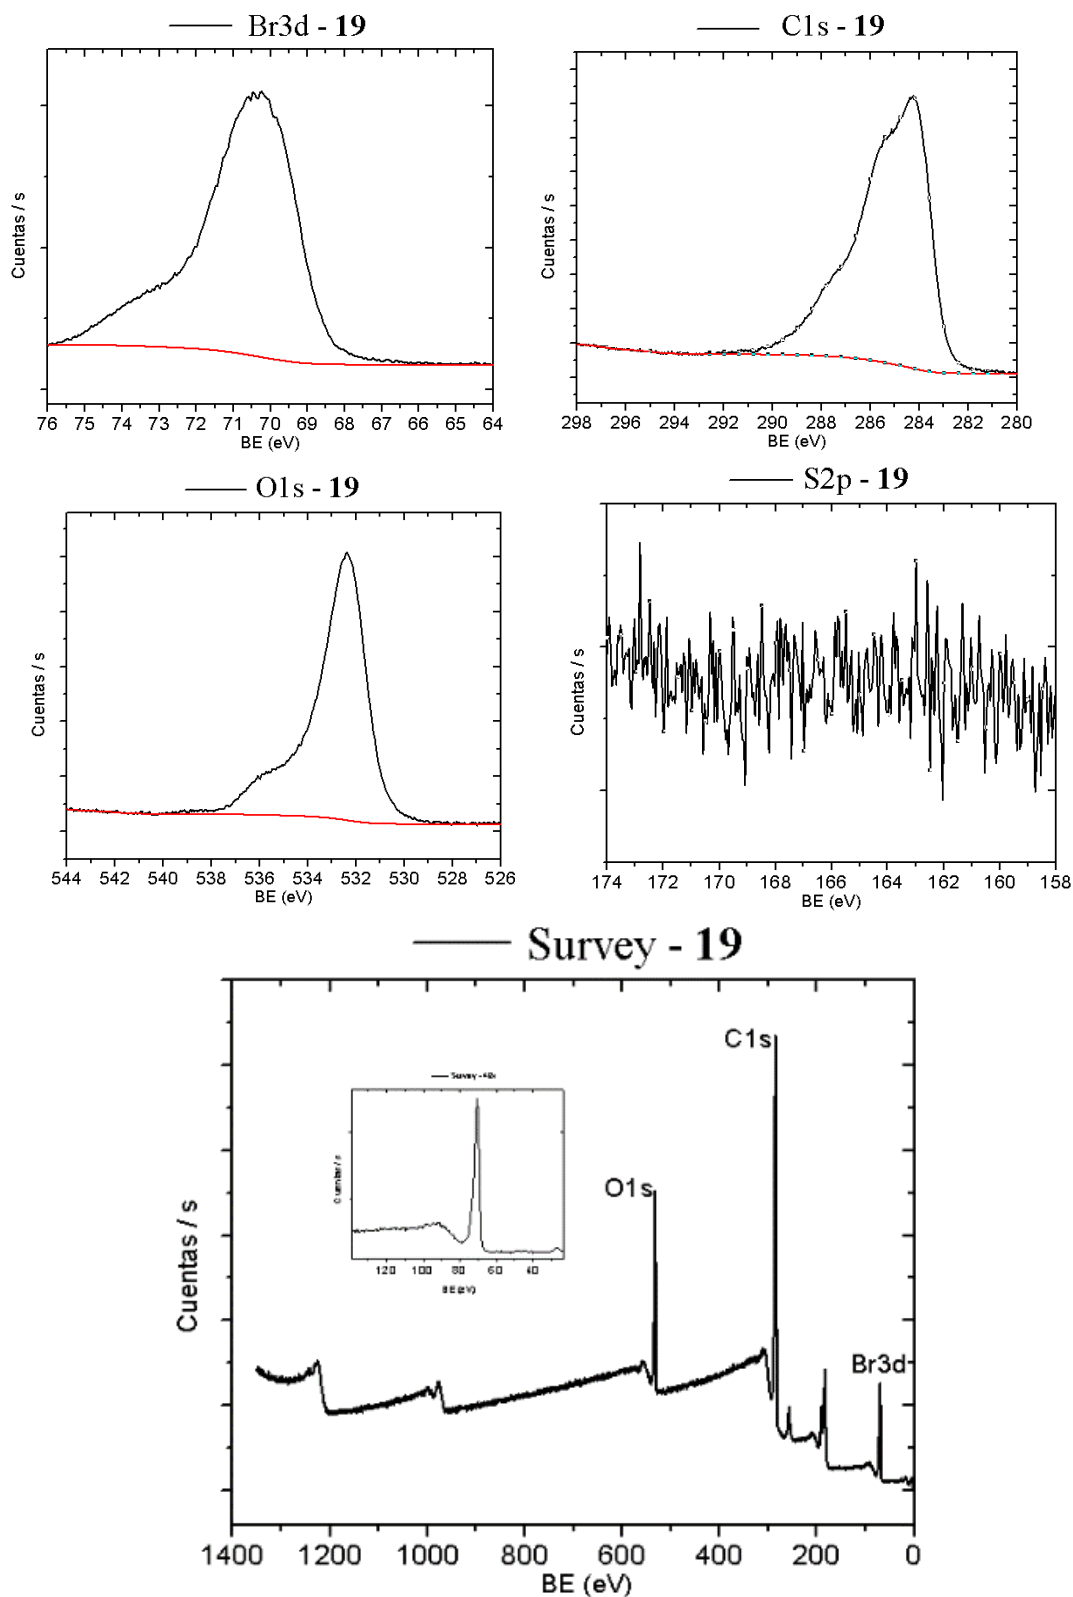 Br3d - 19
Cuentas / s
76 75 74 73 72 71 70 69 68 67 66 65 64
BE (eV)
C1s - 19
Cuentas / s
298 296 294 292 290 288 286 284 282 280
BE (eV)
O1s - 19
Cuentas / s
544 542 540 538 536 534 532 530 528 526
BE (eV)
S2p - 19
Cuentas / s
174 172 170 168 166 164 162 160 158
BE (eV)
Survey - 19
C1s
O1s
Br3d
Cuentas / s
1400 1200 1000 800 600 400 200 0
BE (eV)
Cuentas / s
120 100 80 60 40
BE (eV)